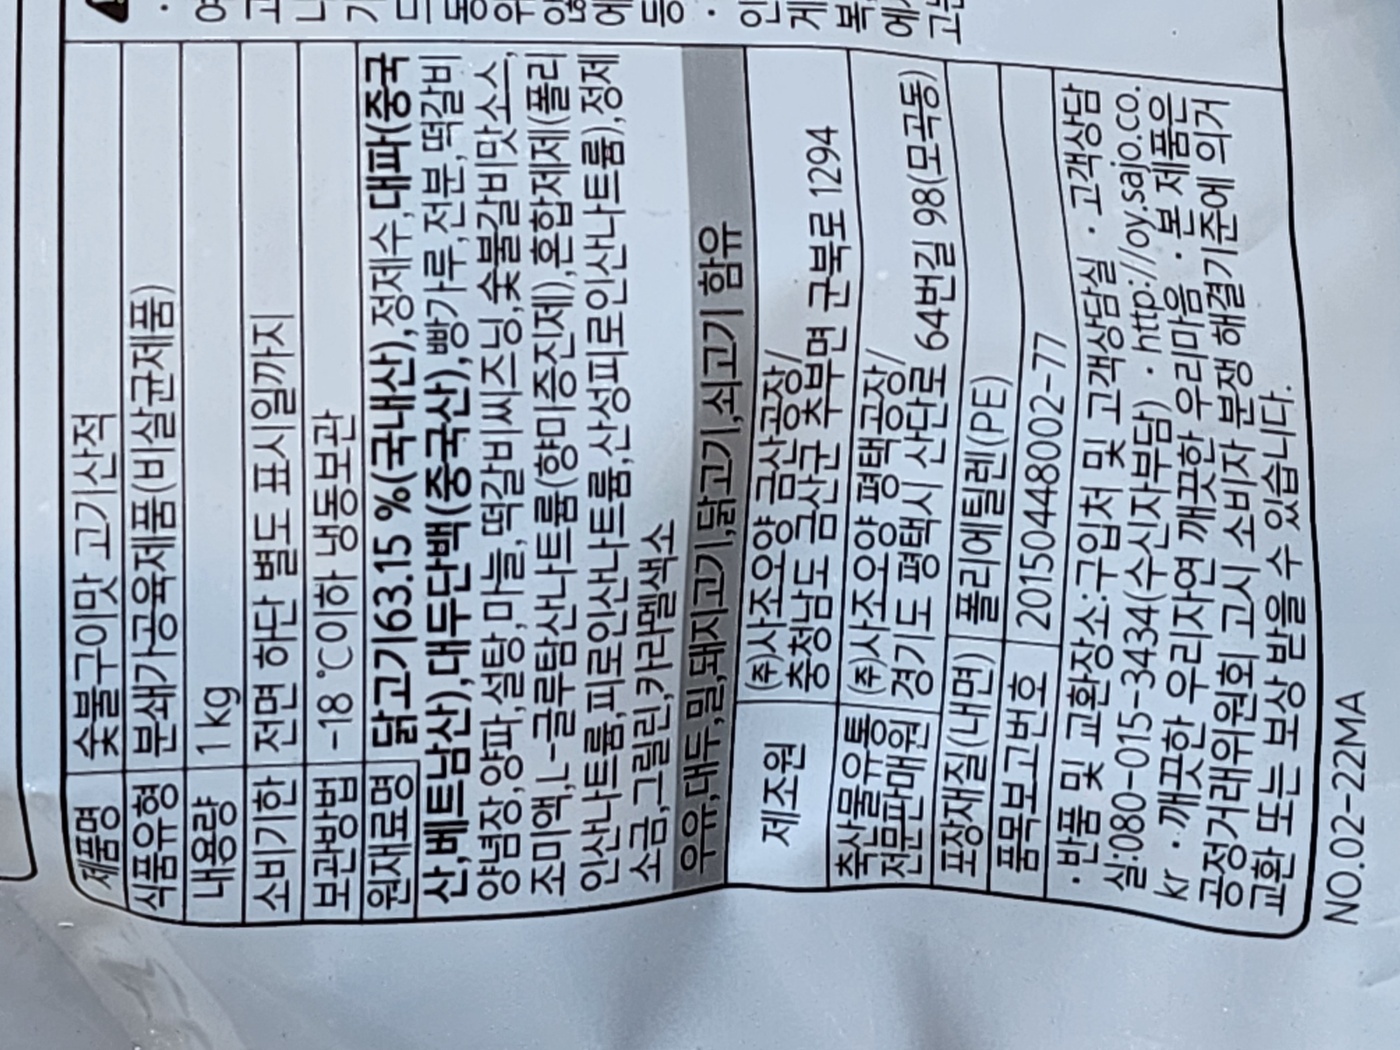 제품명 숯불구이맛 고기산적
식품유형 분쇄가공육제품(비살균제품)
내용량 1kg
소비기한 전면 하단 별도 표시일까지
보관방법 -18℃이하 냉동보관
원재료명 닭고기63.15 %(국내산),정제수,대파(중국
산,베트남산),대두단백(중국산),빵가루,전분,떡갈비
양념장,양파,설탕,마늘,떡갈비씨즈닝,숯불갈비맛소스,
조미액,L-글루탐산나트륨(향미증진제),혼합제제(폴리
인산나트륨,피로인산나트륨,산성피로인산나트륨),정제
소금,그릴린,카라멜색소
우유,대두,밀,돼지고기,닭고기,쇠고기 함유
제조원 (주)사조오양 금산공장/
충청남도 금산군 추부면 군북로 1294
축산물유통 (주)사조오양 평택공장/
전문판매원 경기도 평택시 산단로 64번길 98(모곡동)
포장재질(내면) 폴리에틸렌(PE)
품목보고번호 20150448002-77
·반품 및 교환장소:구입처 및 고객상담실 · 고객상담
실:080-015-3434(수신자부담) · http://oy.sajo.co.
kr · 깨끗한 우리자연 깨끗한 우리마음 · 본 제품은
공정거래위원회 고시 소비자 분쟁 해결기준에 의거
교환 또는 보상 받을 수 있습니다.
NO.02-22MA